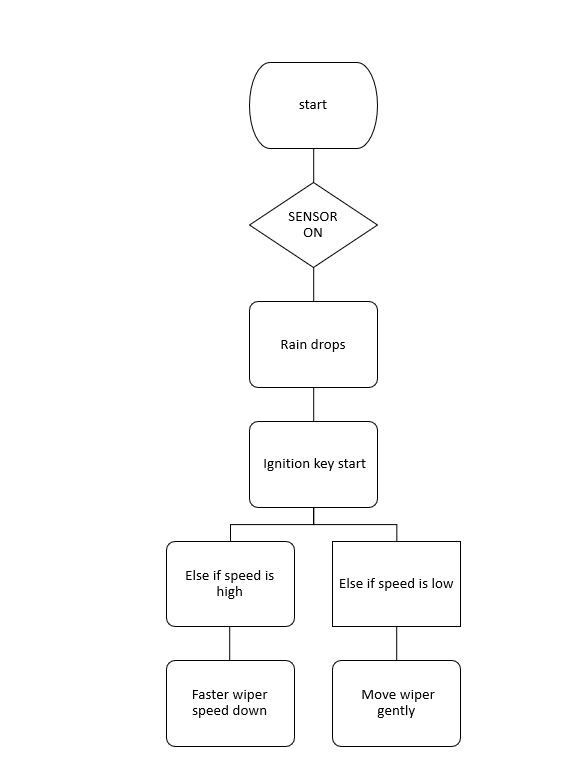 start
SENSOR
ON
Rain drops
Ignition key start
Else if speed is
high
Else if speed is low
Faster wiper
speed down
Move wiper
gently